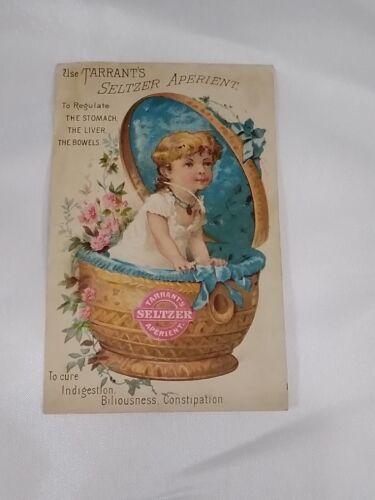 Use TARRANT'S
SELTZER APERIENT.
To Regulate
THE STOMACH
THE LIVER
THE BOWELS.
TARRANT'S
SELTZER
APERIENT.
To cure
Indigestion,
Biliousness, Constipation.